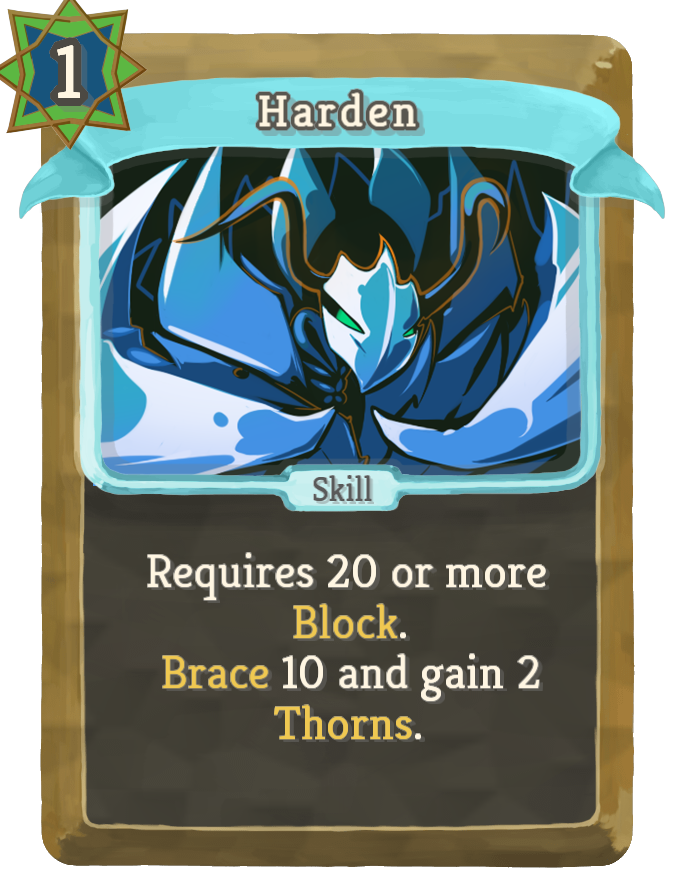 1
Harden
Skill
Requires 20 or more
Block.
Brace 10 and gain 2
Thorns.